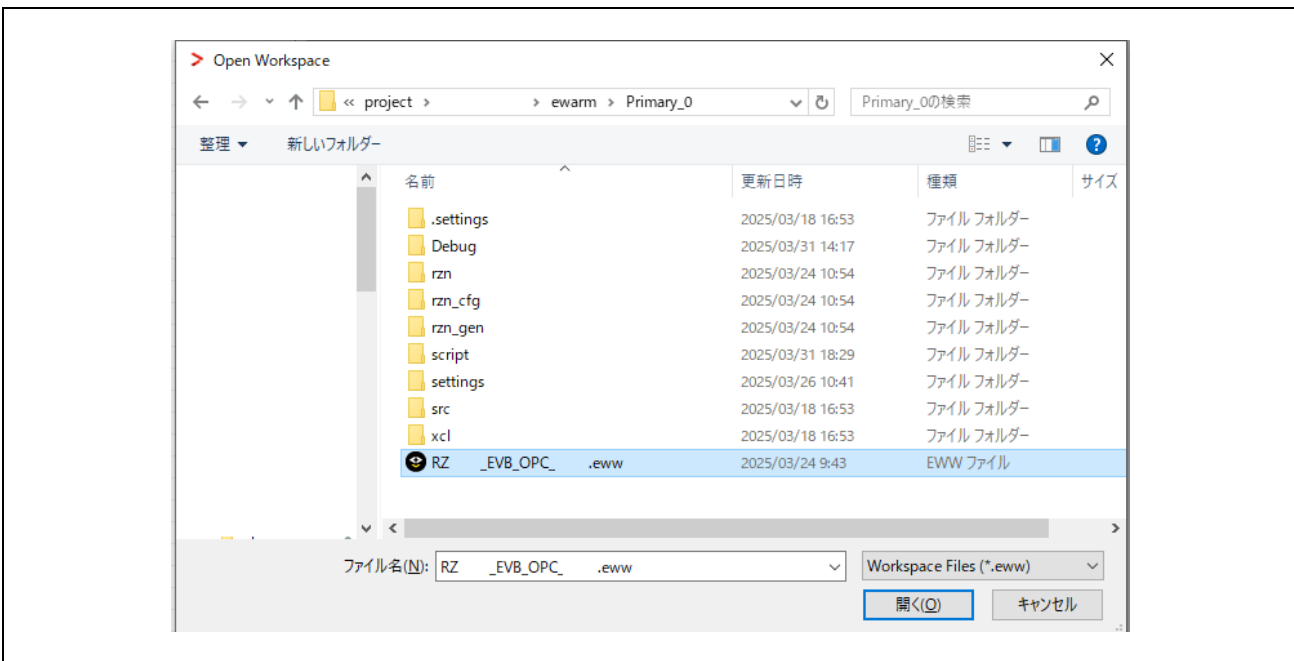 Open Workspace
« project > > ewarm > Primary_0 Primary_0の検索
整理 新しいフォルダー
名前 更新日時 種類 サイズ
.settings 2025/03/18 16:53 ファイル フォルダー
Debug 2025/03/31 14:17 ファイル フォルダー
rzn 2025/03/24 10:54 ファイル フォルダー
rzn_cfg 2025/03/24 10:54 ファイル フォルダー
rzn_gen 2025/03/24 10:54 ファイル フォルダー
script 2025/03/31 18:29 ファイル フォルダー
settings 2025/03/26 10:41 ファイル フォルダー
src 2025/03/18 16:53 ファイル フォルダー
xcl 2025/03/18 16:53 ファイル フォルダー
RZ _EVB_OPC_ .eww 2025/03/24 9:43 EWW ファイル
ファイル名(N): RZ _EVB_OPC_ .eww Workspace Files (*.eww)
開く(O) キャンセル